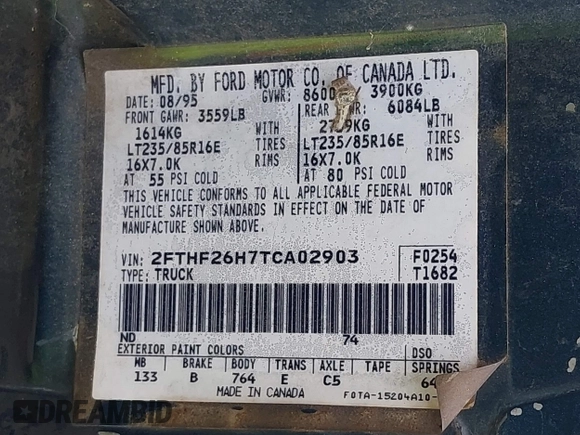 MFD. BY FORD MOTOR CO. OF CANADA LTD.
DATE: 08/95 GVWR: 8600 / 3900KG
FRONT GAWR: 3559LB REAR 6084LB
1614KG WITH WITH
LT235/85R16E TIRES LT235/85R16E TIRES
16X7.0K RIMS 16X7.0K RIMS
AT 55 PSI COLD AT 80 PSI COLD
THIS VEHICLE CONFORMS TO ALL APPLICABLE FEDERAL MOTOR
VEHICLE SAFETY STANDARDS IN EFFECT ON THE DATE OF
MANUFACTURE SHOWN ABOVE.
2FTHF26H7TCA02903 F0254
TYPE: TRUCK T1682
ND 74
EXTERIOR PAINT COLORS DSO
WB BRAKE BODY TRANS AXLE TAPE SPRINGS
133 B 764 E C5 64
MADE IN CANADA F0TA-15204A10-
DREAMBID